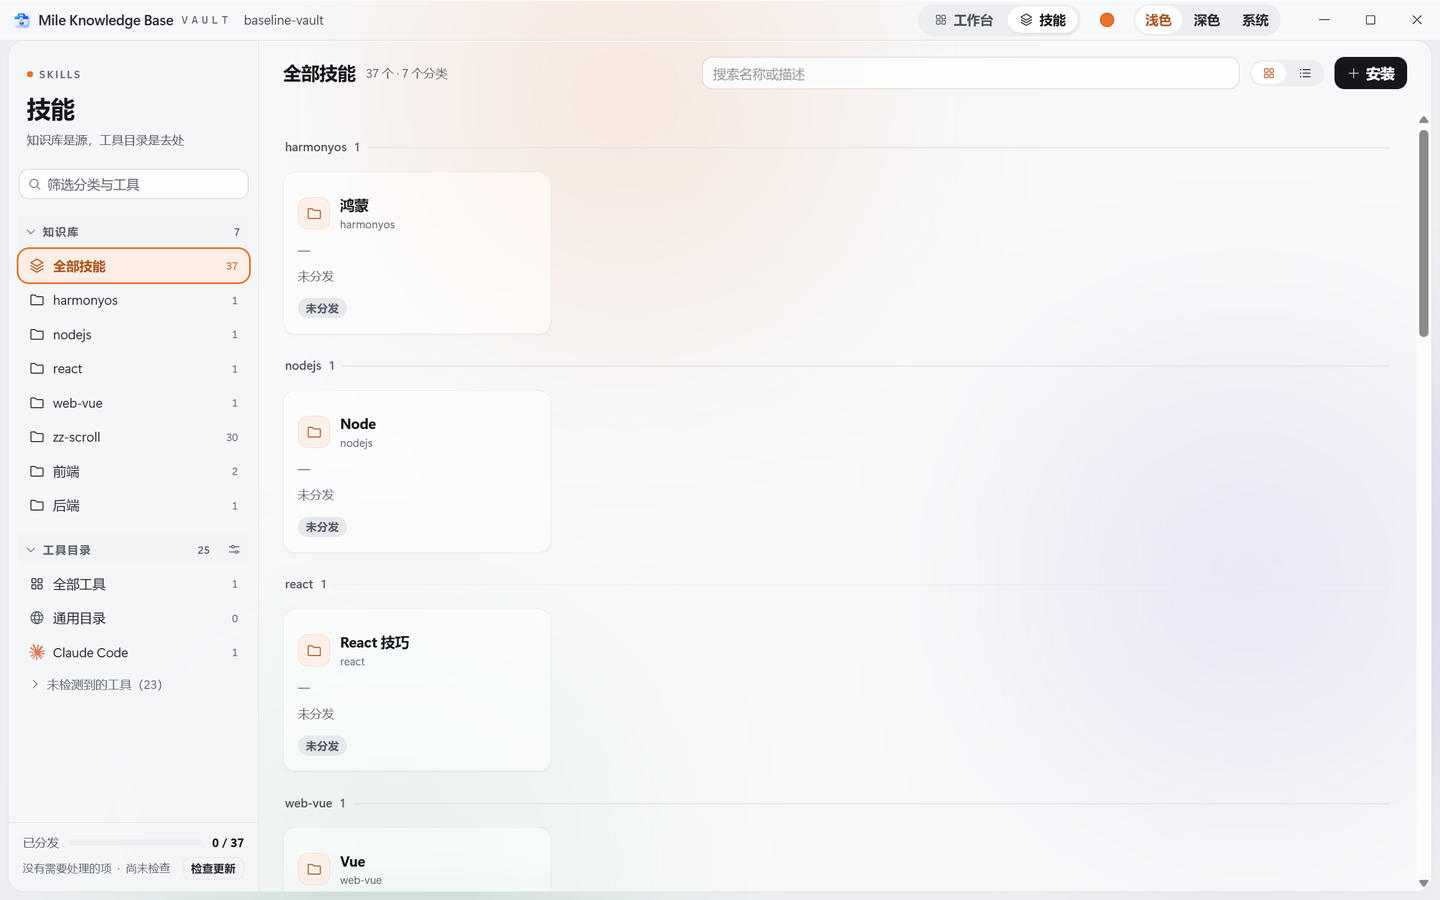 Mile Knowledge Base VAULT baseline-vault
工作台 技能 浅色 深色 系统
SKILLS
技能
知识库是源，工具目录是去处
筛选分类与工具
知识库 7
全部技能 37
harmonyos 1
nodejs 1
react 1
web-vue 1
zz-scroll 30
前端 2
后端 1
工具目录 25
全部工具 1
通用目录 0
Claude Code 1
未检测到的工具（23）
已分发 0 / 37
没有需要处理的项 · 尚未检查 检查更新
全部技能 37 个 · 7 个分类
搜索名称或描述
安装
harmonyos 1
鸿蒙
harmonyos
—
未分发
未分发
nodejs 1
Node
nodejs
—
未分发
未分发
react 1
React 技巧
react
—
未分发
未分发
web-vue 1
Vue
web-vue